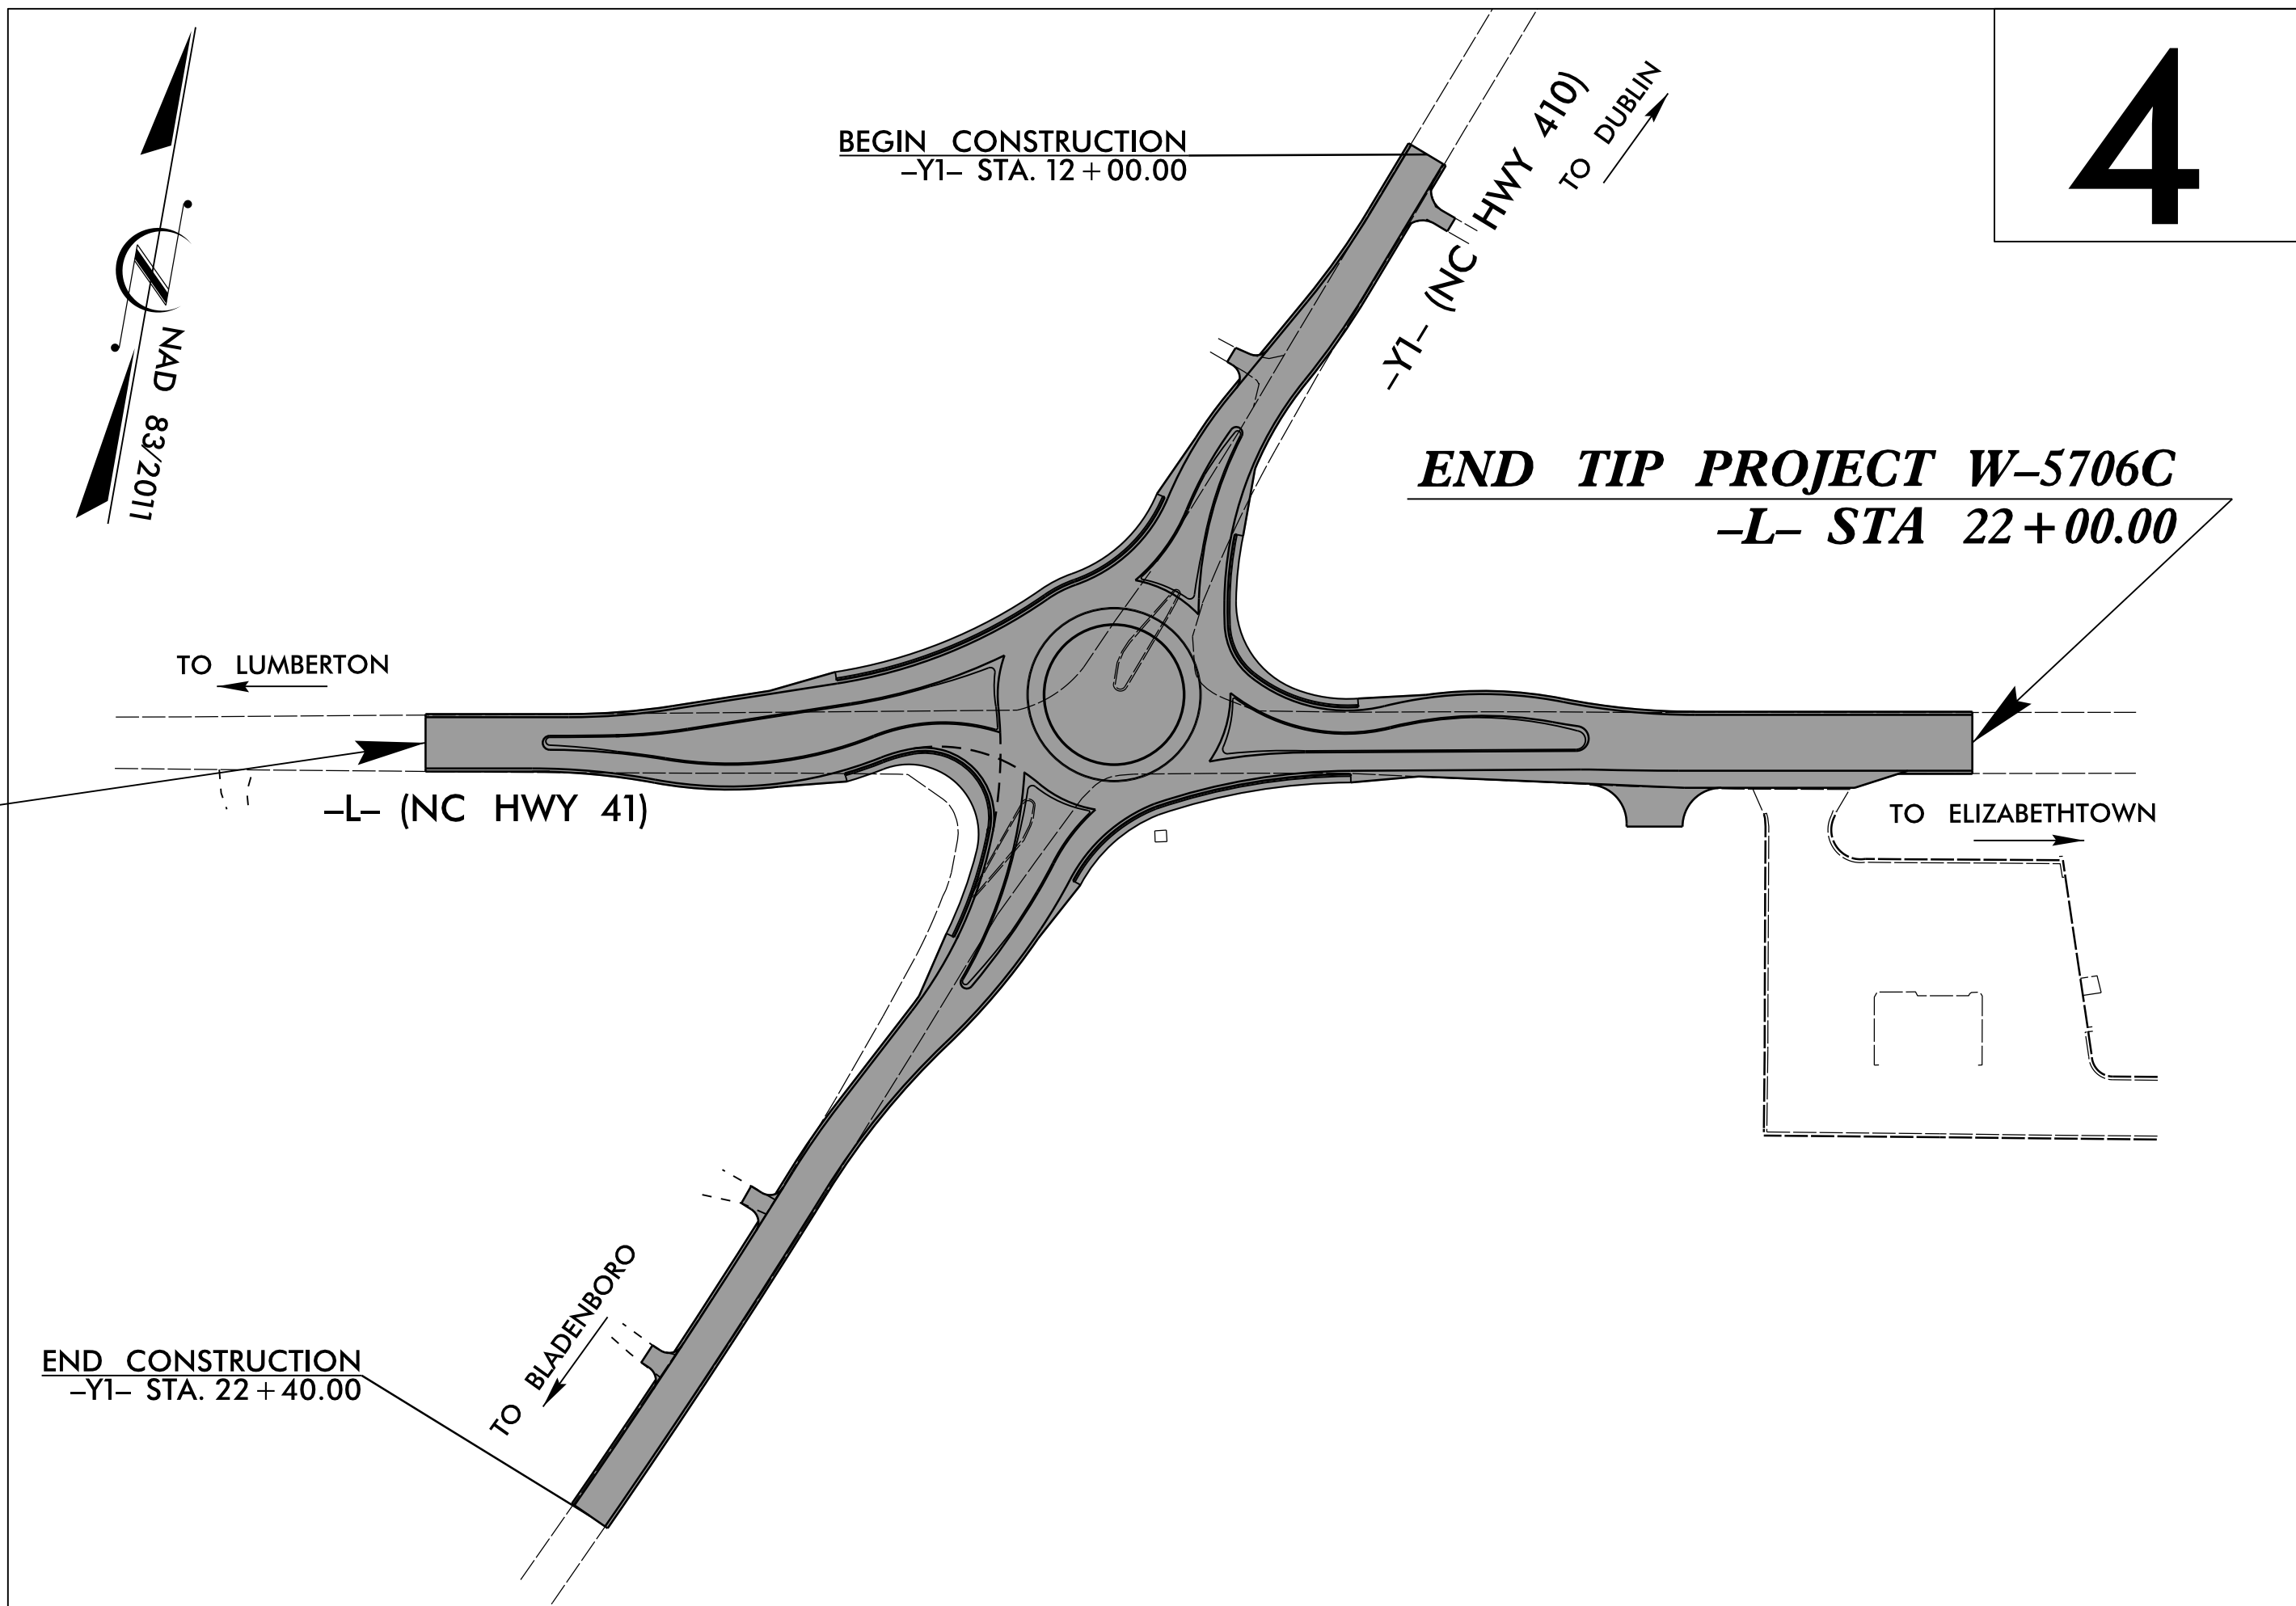 4
BEGIN CONSTRUCTION
-Y1- STA. 12+00.00
-Y1- (NC HWY 410)
TO DUBLIN
N
NAD 83/2011
END TIP PROJECT W-5706C
-L- STA 22+00.00
TO LUMBERTON
-L- (NC HWY 41)
TO ELIZABETHTOWN
TO BLADENBORO
END CONSTRUCTION
-Y1- STA. 22+40.00